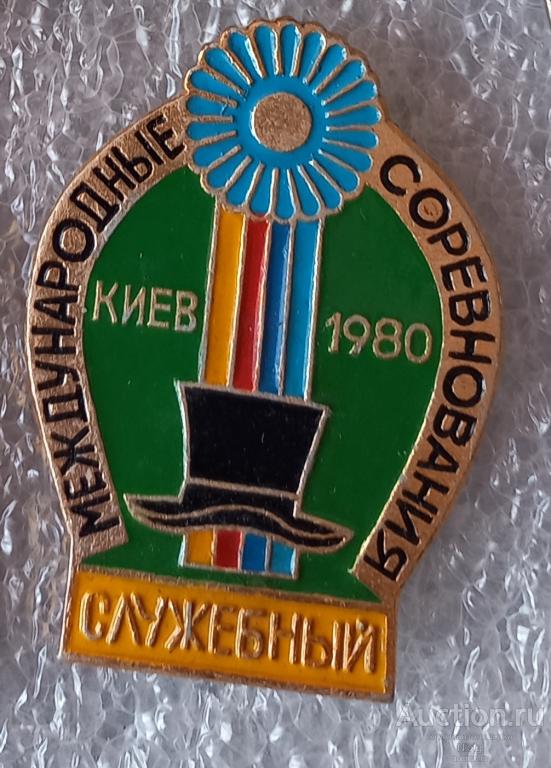 МЕЖДУНАРОДНЫЕ
СОРЕВНОВАНИЯ
КИЕВ
1980
СЛУЖЕБНЫЙ
Auction.ru